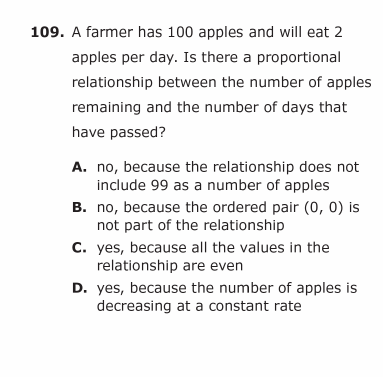 109. A farmer has 100 apples and will eat 2
apples per day. Is there a proportional
relationship between the number of apples
remaining and the number of days that
have passed?
A. no, because the relationship does not
include 99 as a number of apples
B. no, because the ordered pair (0, 0) is
not part of the relationship
C. yes, because all the values in the
relationship are even
D. yes, because the number of apples is
decreasing at a constant rate